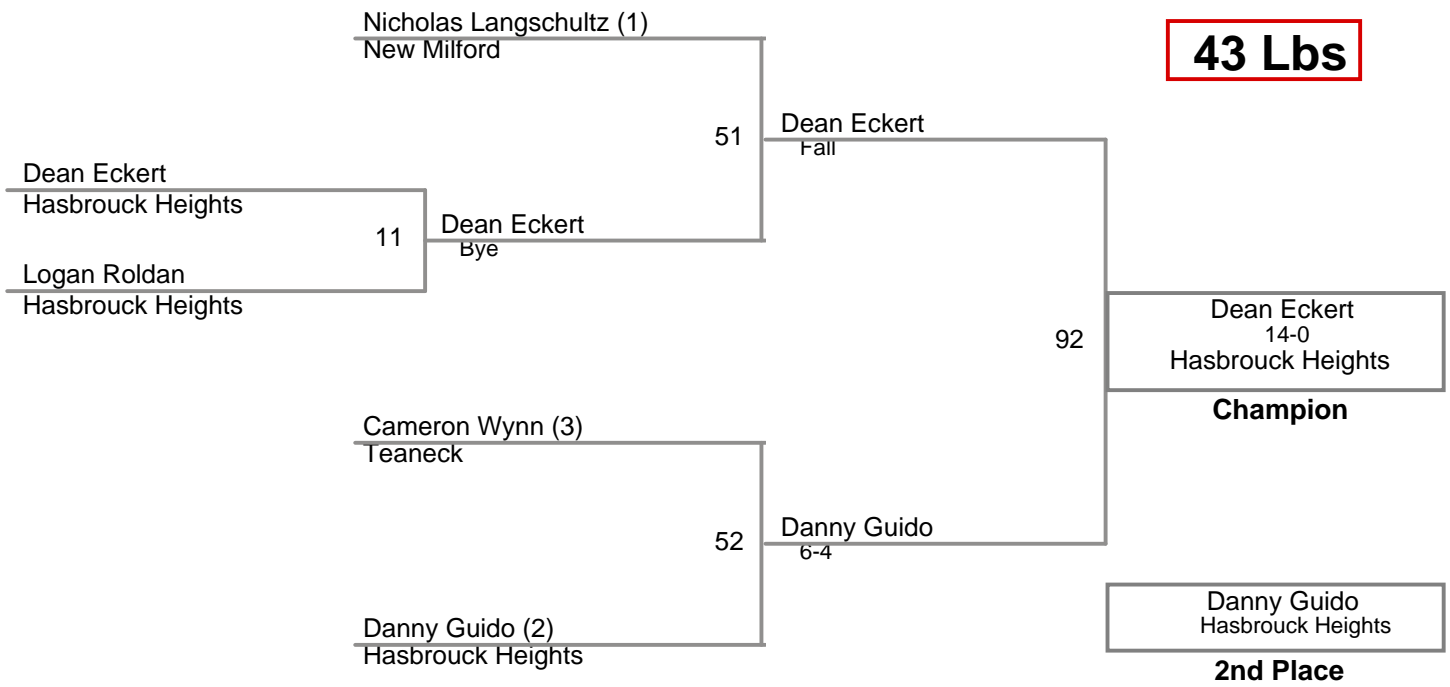 Nicholas Langschultz (1)
New Milford
43 Lbs
51
Dean Eckert
Fall
Dean Eckert
Hasbrouck Heights
11
Dean Eckert
Bye
Logan Roldan
Hasbrouck Heights
92
Dean Eckert
14-0
Hasbrouck Heights
Champion
Cameron Wynn (3)
Teaneck
52
Danny Guido
6-4
Danny Guido (2)
Hasbrouck Heights
Danny Guido
Hasbrouck Heights
2nd Place